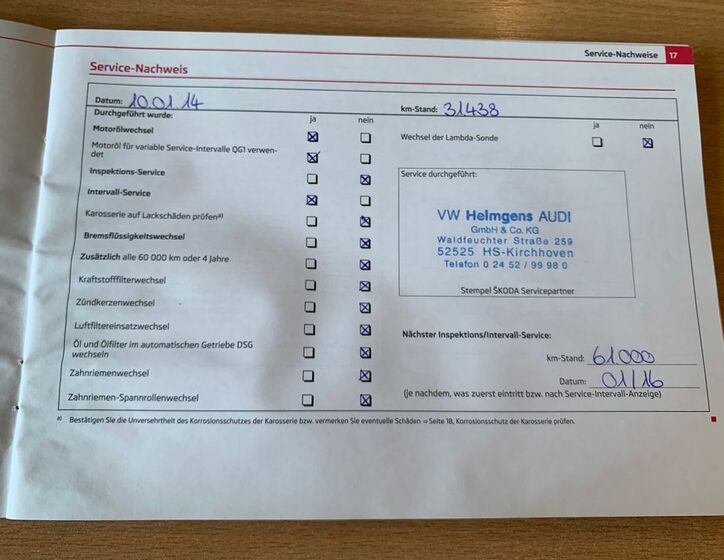 Service-Nachweise 17
Service-Nachweis
Datum: 10.01.14
km-Stand: 31438
Durchgeführt wurde:
ja nein
ja nein
Motorölwechsel
Wechsel der Lambda-Sonde
Motoröl für variable Service-Intervalle QG1 verwen-
det
Inspektions-Service
Intervall-Service
Karosserie auf Lackschäden prüfen a)
Bremsflüssigkeitswechsel
Zusätzlich alle 60 000 km oder 4 Jahre
Kraftstofffilterwechsel
Zündkerzenwechsel
Luftfiltereinsatzwechsel
Öl und Ölfilter im automatischen Getriebe DSG
wechseln
Zahnriemenwechsel
Zahnriemen-Spannrollenwechsel
Service durchgeführt:
VW Helmgens AUDI
GmbH & Co. KG
Waldfeuchter Straße 259
52525 HS-Kirchhoven
Telefon 0 24 52 / 99 98 0
Stempel ŠKODA Servicepartner
Nächster Inspektions/Intervall-Service:
km-Stand: 61000
Datum: 01/16
(je nachdem, was zuerst eintritt bzw. nach Service-Intervall-Anzeige)
a) Bestätigen Sie die Unversehrtheit des Korrosionsschutzes der Karosserie bzw. vermerken Sie eventuelle Schäden ⇒ Seite 18, Korrosionsschutz der Karosserie prüfen.